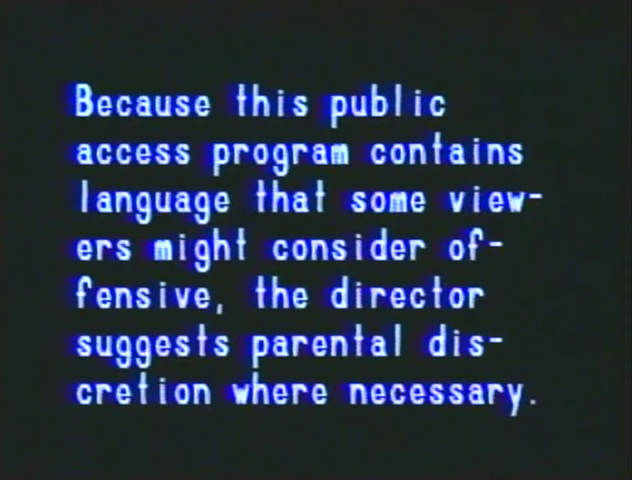 Because this public
access program contains
language that some view-
ers might consider of-
fensive, the director
suggests parental dis-
cretion where necessary.